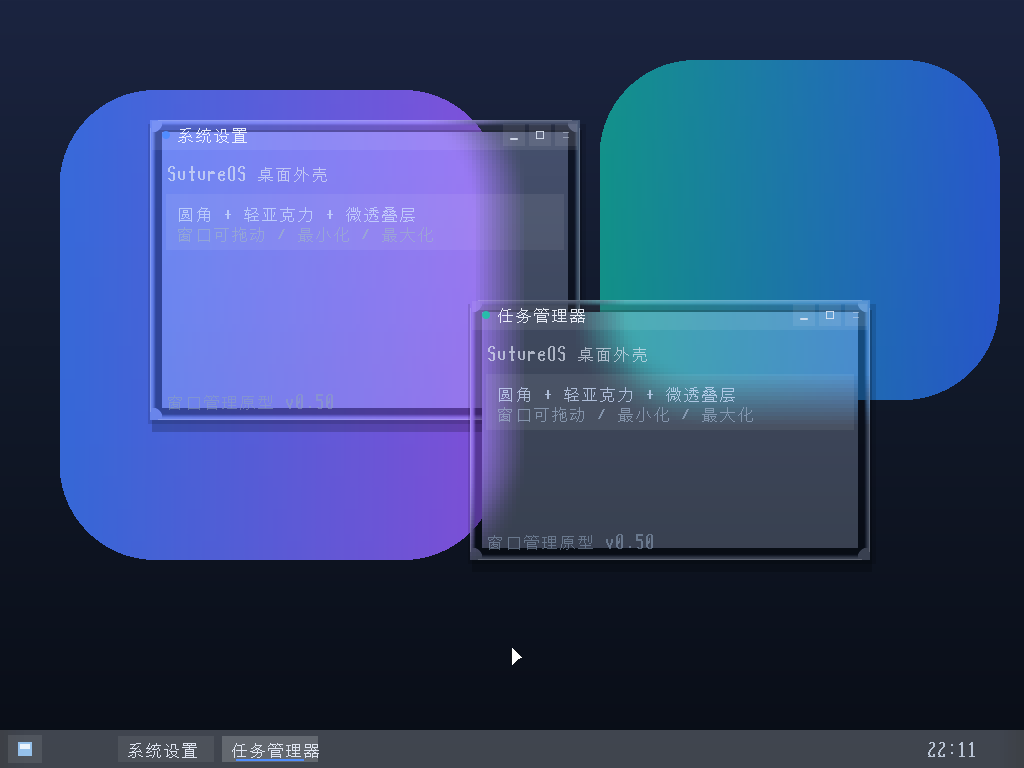 系统设置
SutureOS 桌面外壳
圆角 + 轻亚克力 + 微透叠层
窗口可拖动 / 最小化 / 最大化
窗口管理原型 v0.50
任务管理器
SutureOS 桌面外壳
圆角 + 轻亚克力 + 微透叠层
窗口可拖动 / 最小化 / 最大化
窗口管理原型 v0.50
系统设置
任务管理器
22:11